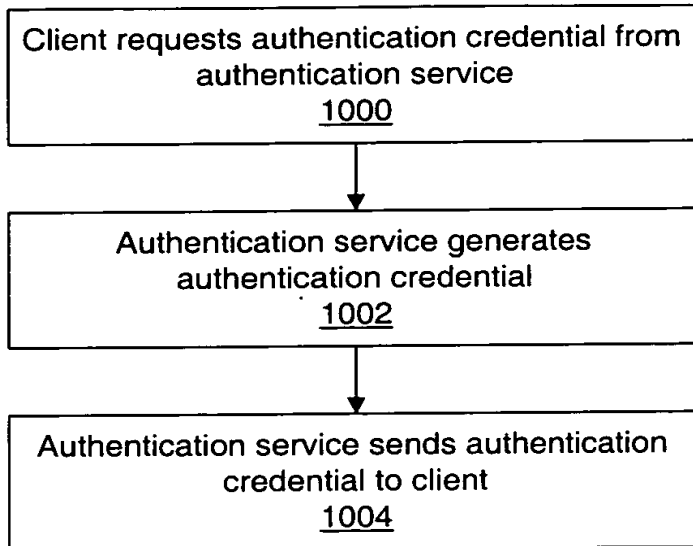 Client requests authentication credential from
authentication service
1000
Authentication service generates
authentication credential
1002
Authentication service sends authentication
credential to client
1004